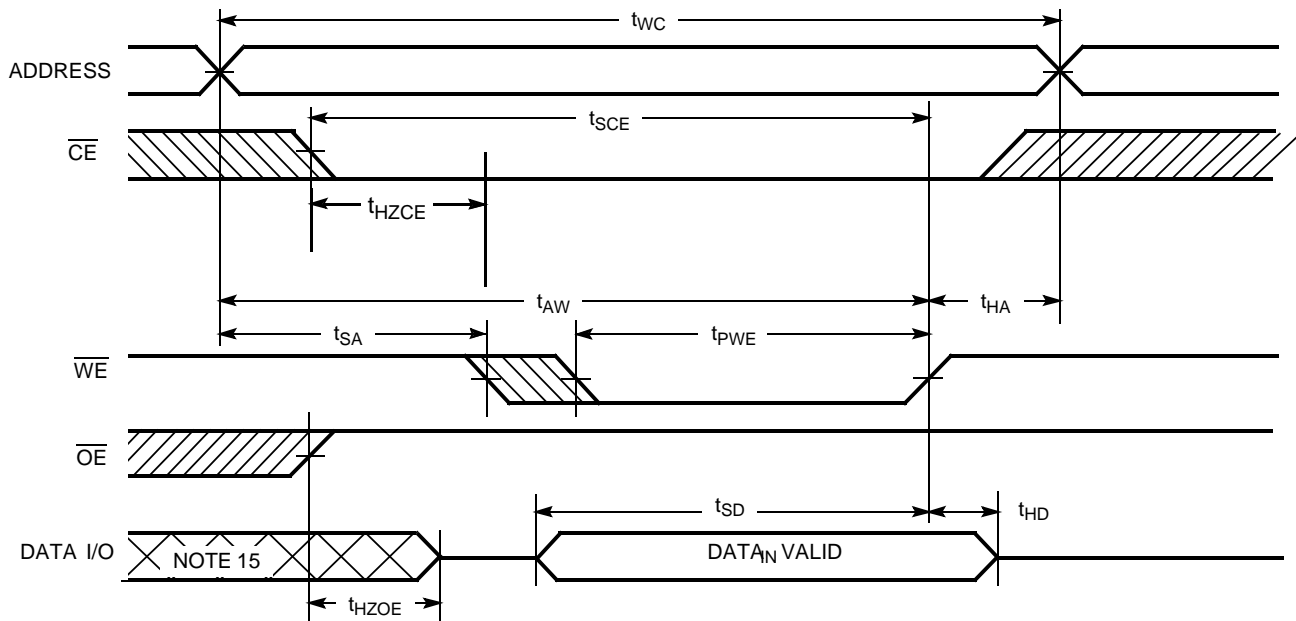 tWC
ADDRESS
tSCE
CE
tHZCE
tAW
tHA
tSA
tPWE
WE
OE
tSD
tHD
DATA I/O
NOTE 15
DATAIN VALID
tHZOE